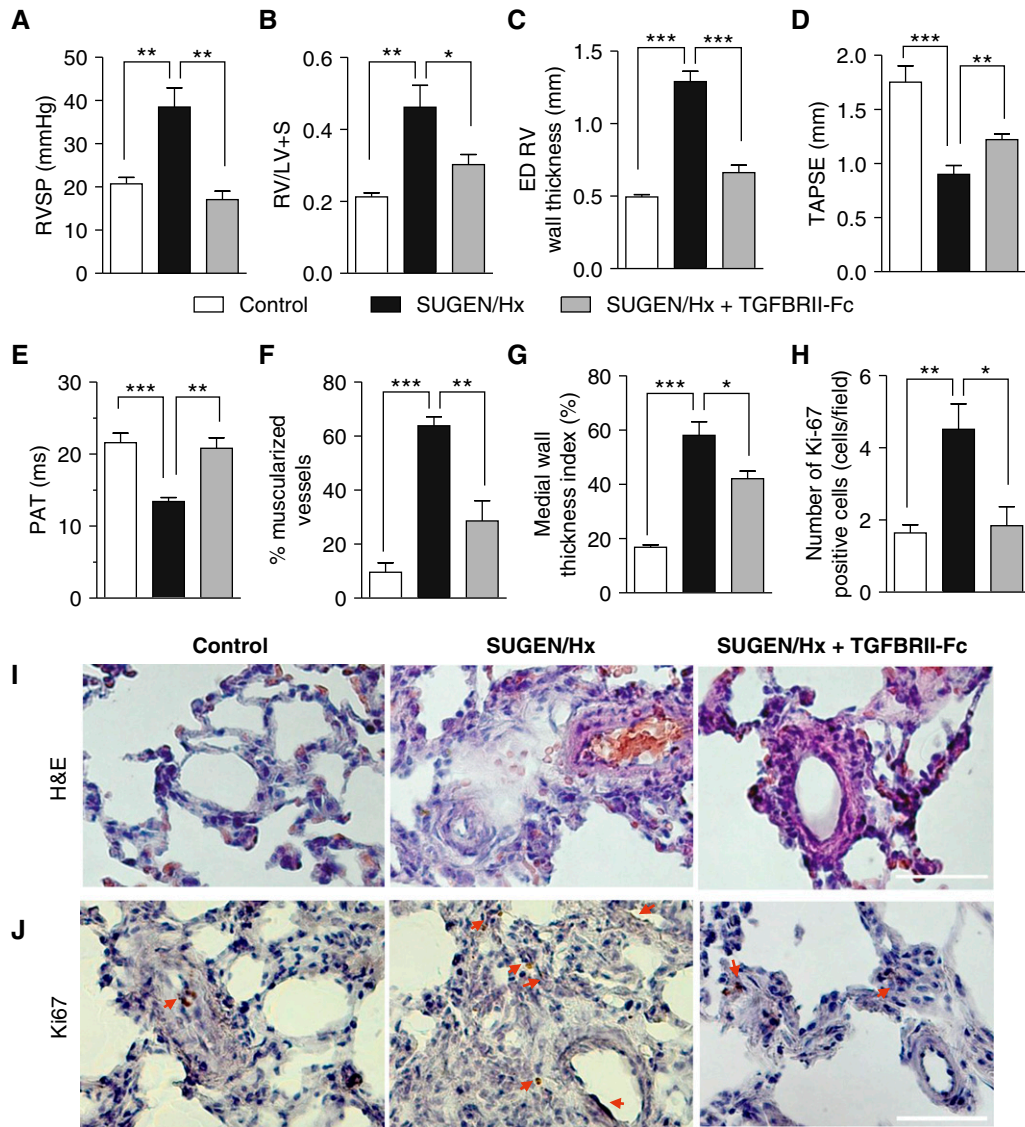 A
B
C
D
** **
** *
*** ***
*** **
RVSP (mmHg)
50
40
30
20
10
0
RV/LV+S
0.6
0.4
0.2
0.0
ED RV
wall thickness (mm)
1.5
1.0
0.5
0.0
TAPSE (mm)
2.0
1.5
1.0
0.5
0.0
Control SUGEN/Hx SUGEN/Hx + TGFBRII-Fc
E
F
G
H
*** **
*** **
*** *
** *
PAT (ms)
30
20
10
0
% muscularized
vessels
80
60
40
20
0
Medial wall
thickness index (%)
80
60
40
20
0
Number of Ki-67
positive cells (cells/field)
6
4
2
0
Control SUGEN/Hx SUGEN/Hx + TGFBRII-Fc
I
H&E
J
Ki67